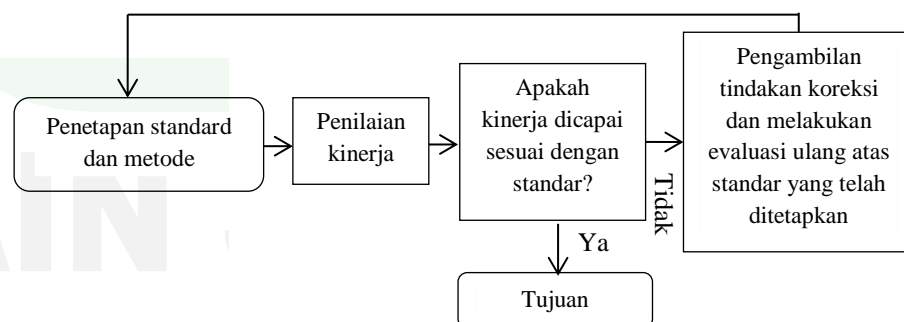 Penetapan standard
dan metode
Penilaian
kinerja
Apakah
kinerja dicapai
sesuai dengan
standar?
Tidak
Pengambilan
tindakan koreksi
dan melakukan
evaluasi ulang atas
standar yang telah
ditetapkan
Ya
Tujuan